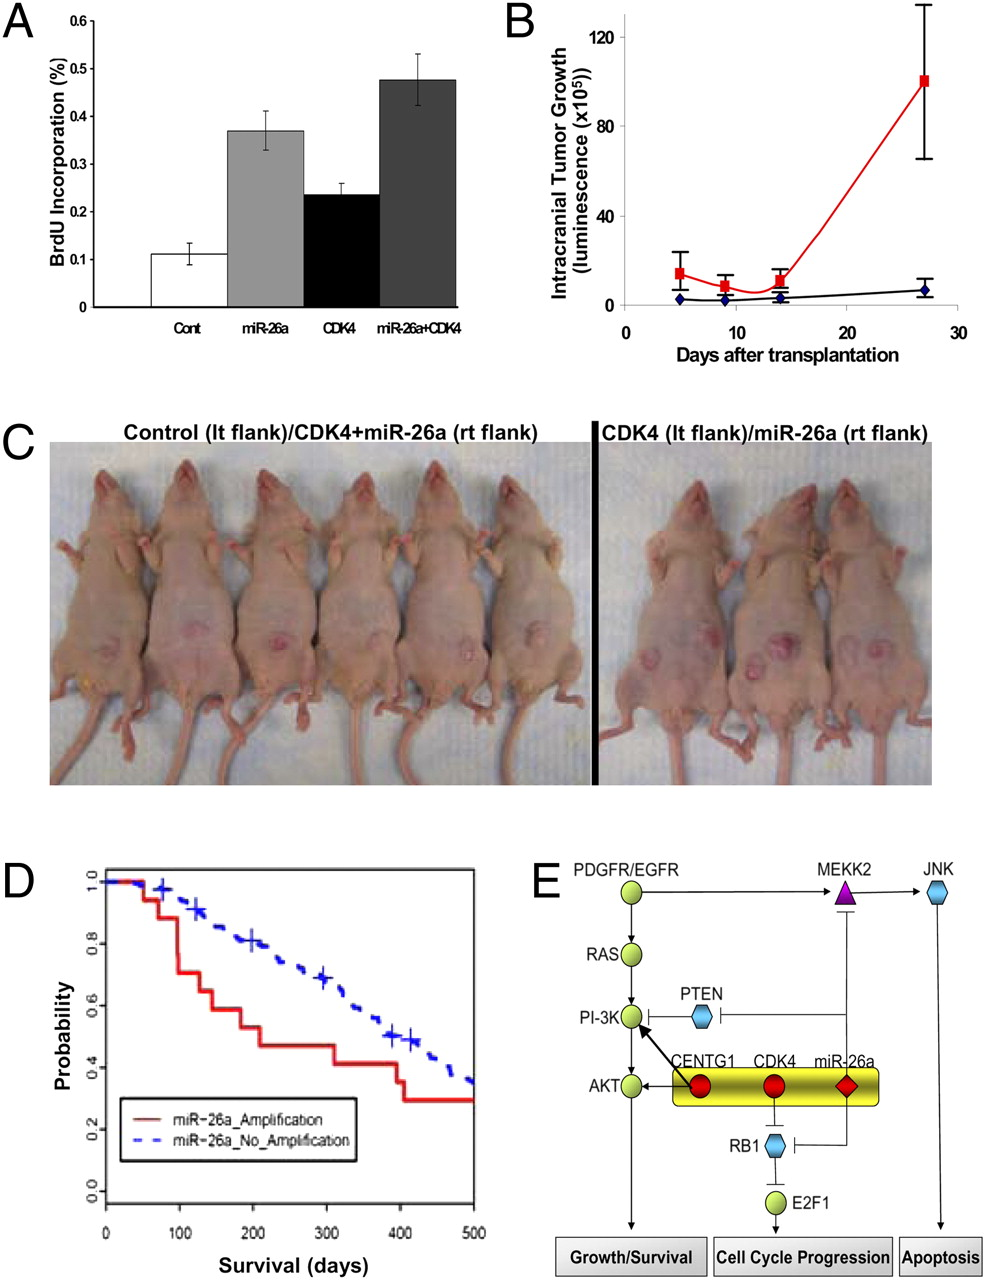 A
BrdU Incorporation (%)
0.6
0.5
0.4
0.3
0.2
0.1
0
Cont miR-26a CDK4 miR-26a+CDK4
B
Intracranial Tumor Growth
(luminescence (x10⁵))
120
80
40
0
0 10 20 30
Days after transplantation
C
Control (lt flank)/CDK4+miR-26a (rt flank)
CDK4 (lt flank)/miR-26a (rt flank)
D
Probability
1.0
0.8
0.6
0.4
0.2
0.0
miR-26a_Amplification
miR-26a_No_Amplification
0 100 200 300 400 500
Survival (days)
E
PDGFR/EGFR MEKK2 JNK
RAS
PTEN
PI-3K
CENTG1 CDK4 miR-26a
AKT
RB1
E2F1
Growth/Survival Cell Cycle Progression Apoptosis